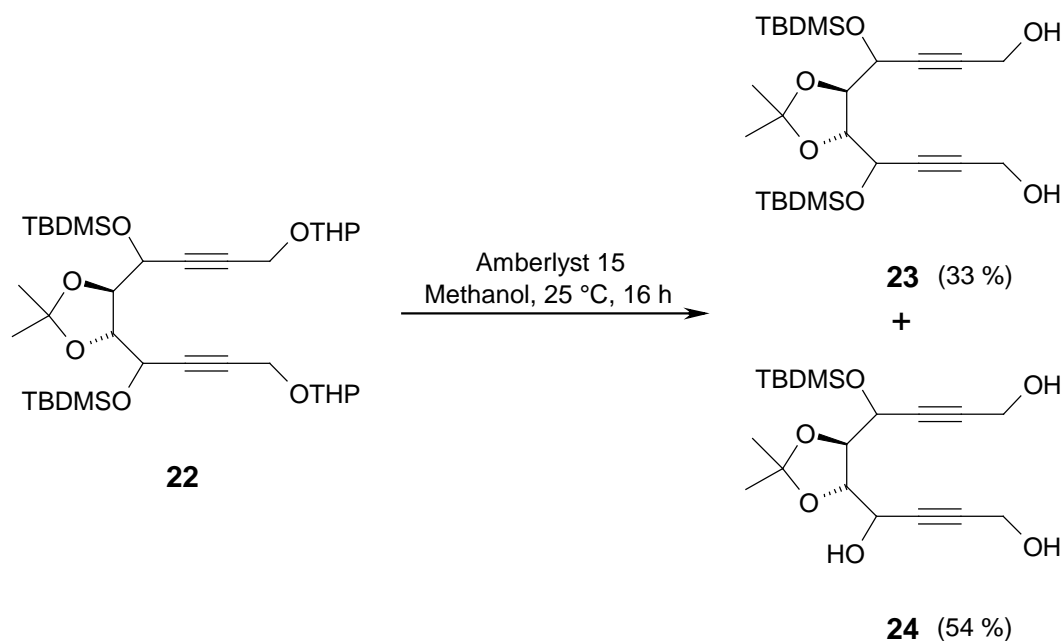 TBDMSO
OH
O
O
TBDMSO
OH
23 (33 %)
+
TBDMSO
OTHP
O
O
TBDMSO
OTHP
22
Amberlyst 15
Methanol, 25 °C, 16 h
TBDMSO
OH
O
O
HO
OH
24 (54 %)